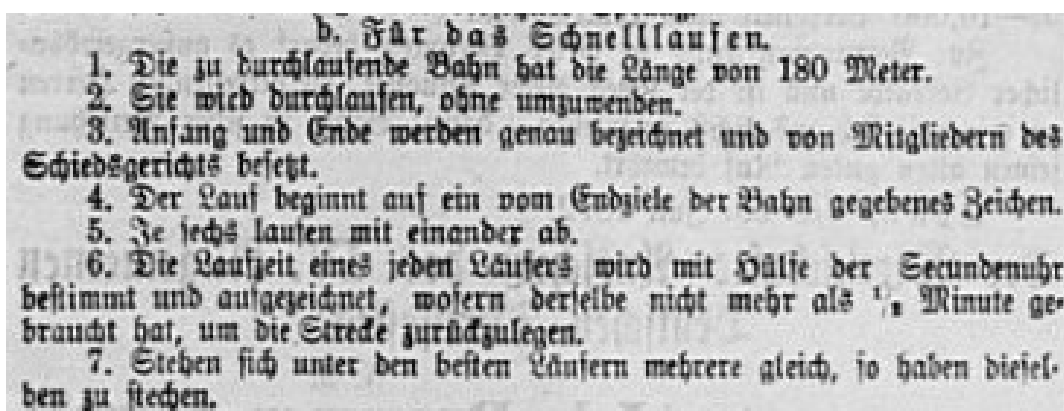 b. Für das Schnelllaufen.
1. Die zu durchlaufende Bahn hat die Länge von 180 Meter.
2. Sie wird durchlaufen, ohne umzuwenden.
3. Anfang und Ende werden genau bezeichnet und von Mitgliedern des
Schiedsgerichts besetzt.
4. Der Lauf beginnt auf ein vom Endziele der Bahn gegebenes Zeichen.
5. Je sechs laufen mit einander ab.
6. Die Laufzeit eines jeden Läufers wird mit Hülfe der Secundenuhr
bestimmt und aufgezeichnet, wofern derselbe nicht mehr als Minute ge
braucht hat, um die Strecke zurückzulegen.
7. Stehen sich unter den besten Läufern mehrere gleich, so haben diesel-
ben zu stechen.